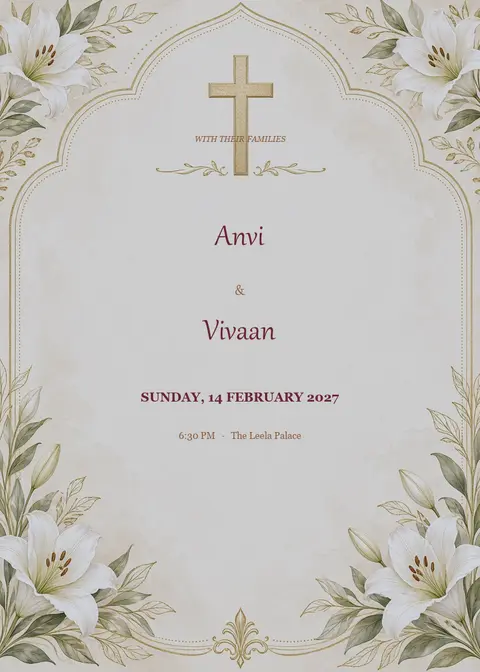 WITH THEIR FAMILIES
Anvi
&
Vivaan
SUNDAY, 14 FEBRUARY 2027
6:30 PM · The Leela Palace